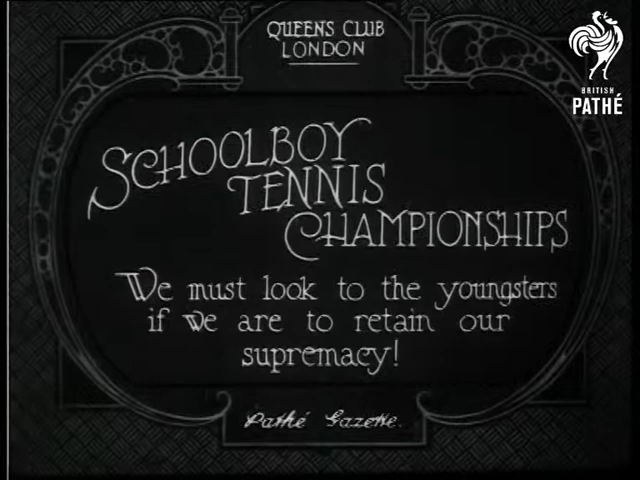 QUEENS CLUB
LONDON
BRITISH
PATHÉ
SCHOOLBOY
TENNIS
CHAMPIONSHIPS
We must look to the youngsters
if we are to retain our
supremacy!
Pathé Gazette.